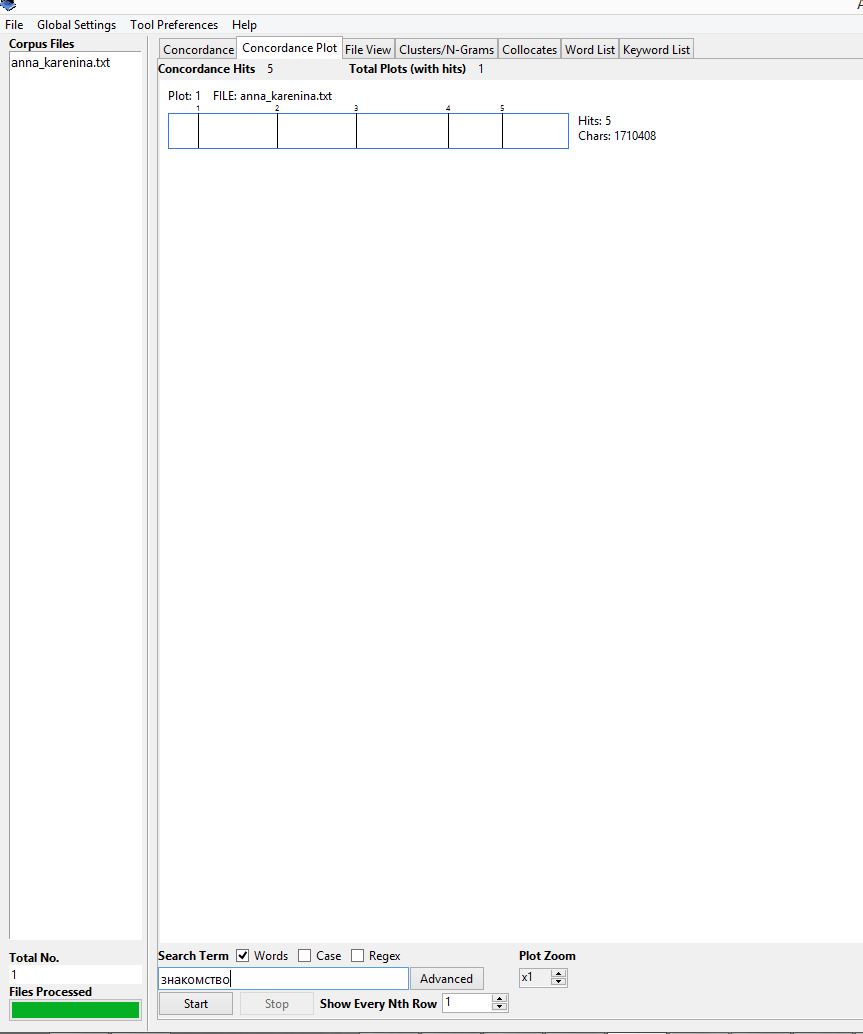 File Global Settings Tool Preferences Help
Corpus Files
anna_karenina.txt
Concordance Concordance Plot File View Clusters/N-Grams Collocates Word List Keyword List
Concordance Hits 5 Total Plots (with hits) 1
Plot: 1 FILE: anna_karenina.txt
1 2 3 4 5
Hits: 5
Chars: 1710408
Total No.
1
Files Processed
Search Term Words Case Regex Plot Zoom
знакомство Advanced x1
Start Stop Show Every Nth Row 1